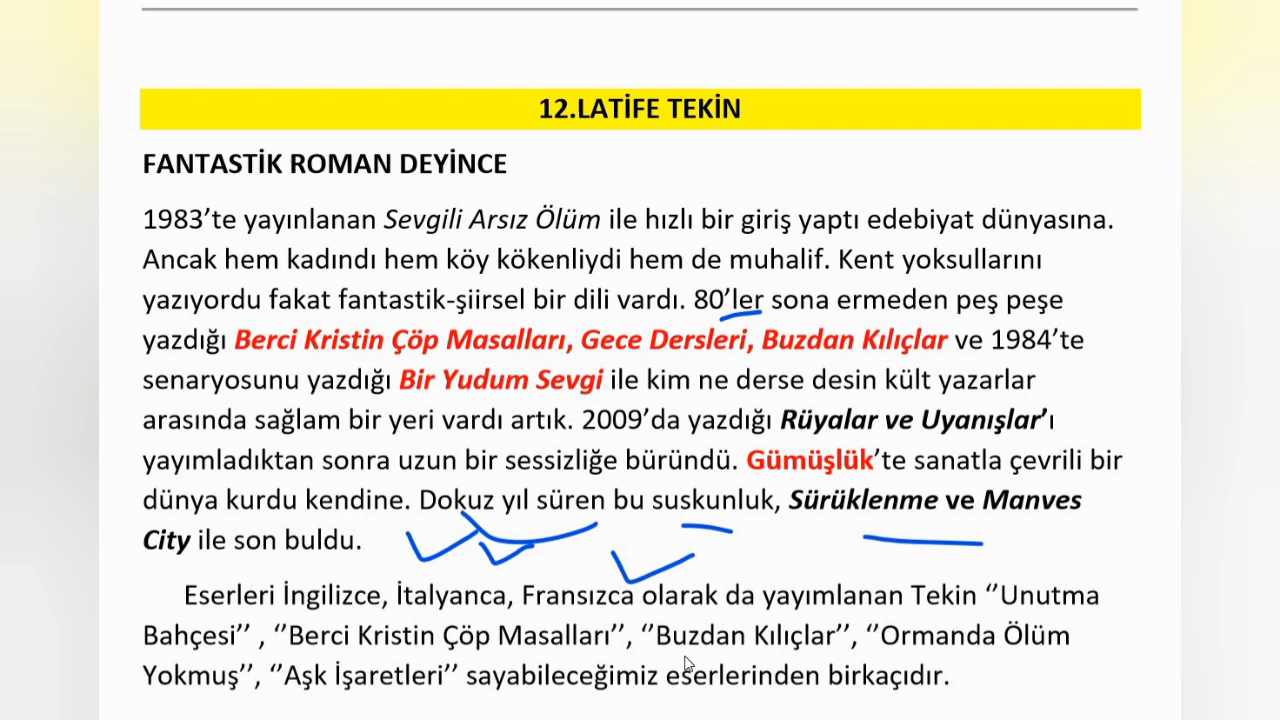 12.LATİFE TEKİN
FANTASTİK ROMAN DEYİNCE
1983’te yayınlanan Sevgili Arsız Ölüm ile hızlı bir giriş yaptı edebiyat dünyasına.
Ancak hem kadındı hem köy kökenliydi hem de muhalif. Kent yoksullarını
yazıyordu fakat fantastik-şiirsel bir dili vardı. 80’ler sona ermeden peş peşe
yazdığı Berci Kristin Çöp Masalları, Gece Dersleri, Buzdan Kılıçlar ve 1984’te
senaryosunu yazdığı Bir Yudum Sevgi ile kim ne derse desin kült yazarlar
arasında sağlam bir yeri vardı artık. 2009’da yazdığı Rüyalar ve Uyanışlar’ı
yayımladıktan sonra uzun bir sessizliğe büründü. Gümüşlük’te sanatla çevrili bir
dünya kurdu kendine. Dokuz yıl süren bu suskunluk, Sürüklenme ve Manves
City ile son buldu.
Eserleri İngilizce, İtalyanca, Fransızca olarak da yayımlanan Tekin ‘’Unutma
Bahçesi’’ , ‘’Berci Kristin Çöp Masalları’’, ‘’Buzdan Kılıçlar’’, ‘’Ormanda Ölüm
Yokmuş’’, ‘’Aşk İşaretleri’’ sayabileceğimiz eserlerinden birkaçıdır.